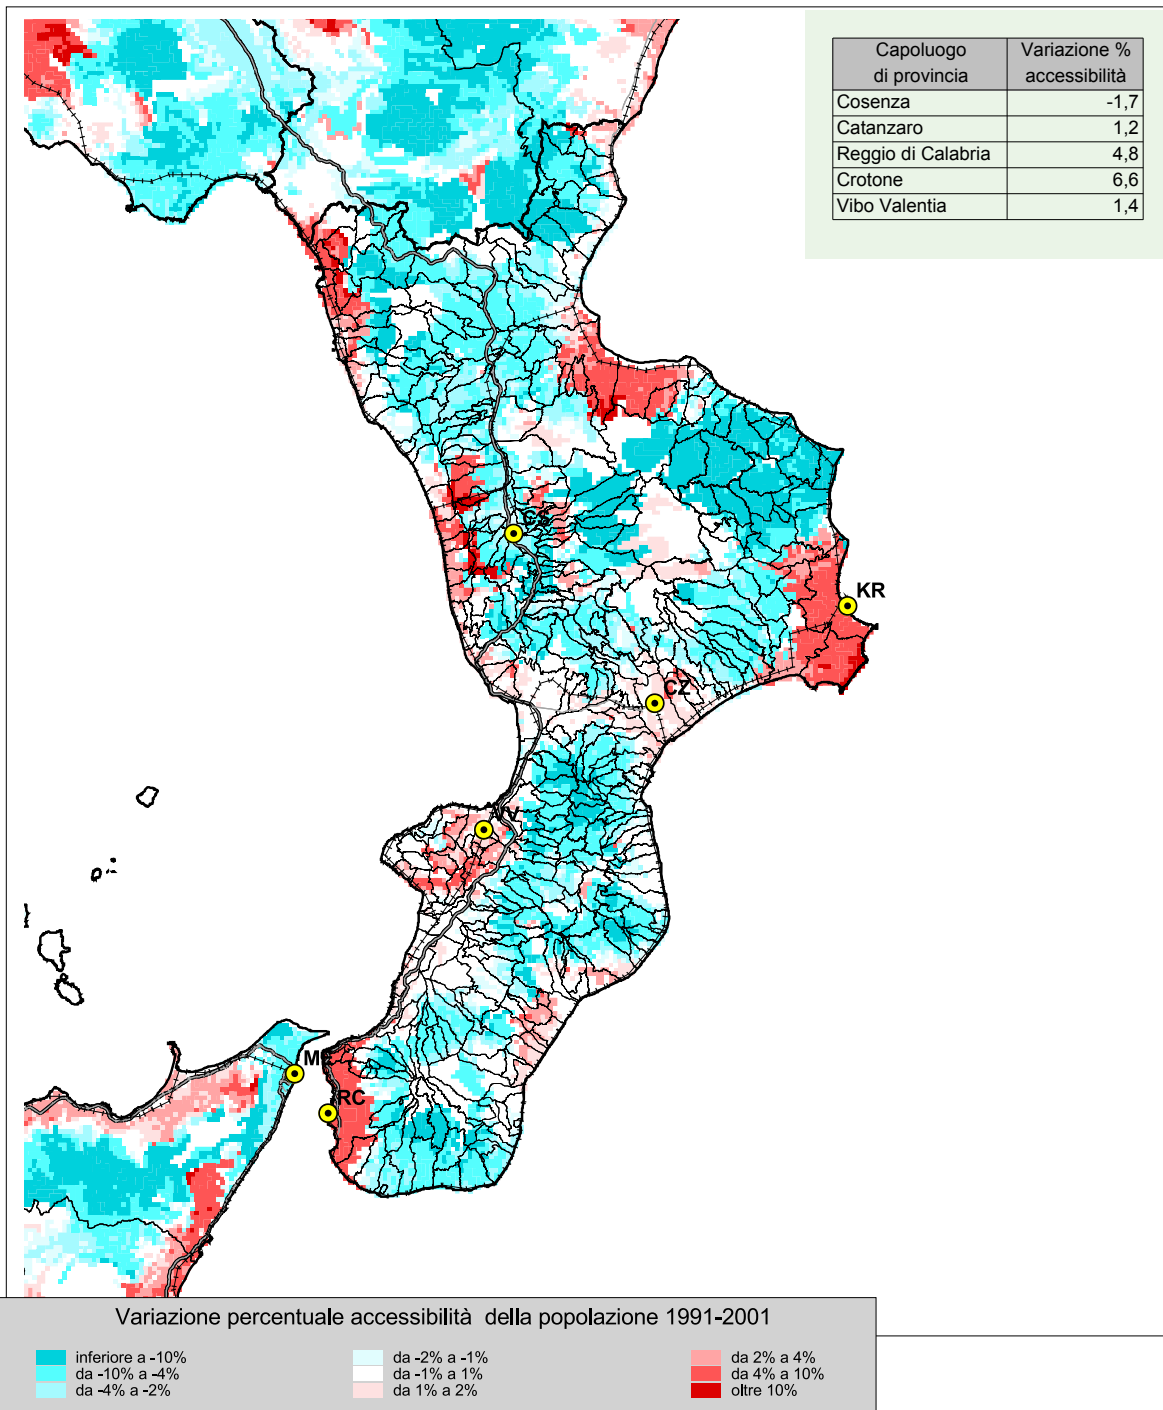 Capoluogo di provincia Variazione % accessibilità
Cosenza -1,7
Catanzaro 1,2
Reggio di Calabria 4,8
Crotone 6,6
Vibo Valentia 1,4
CS
KR
CZ
VV
ME
RC
Variazione percentuale accessibilità della popolazione 1991-2001
inferiore a -10%
da -10% a -4%
da -4% a -2%
da -2% a -1%
da -1% a 1%
da 1% a 2%
da 2% a 4%
da 4% a 10%
oltre 10%